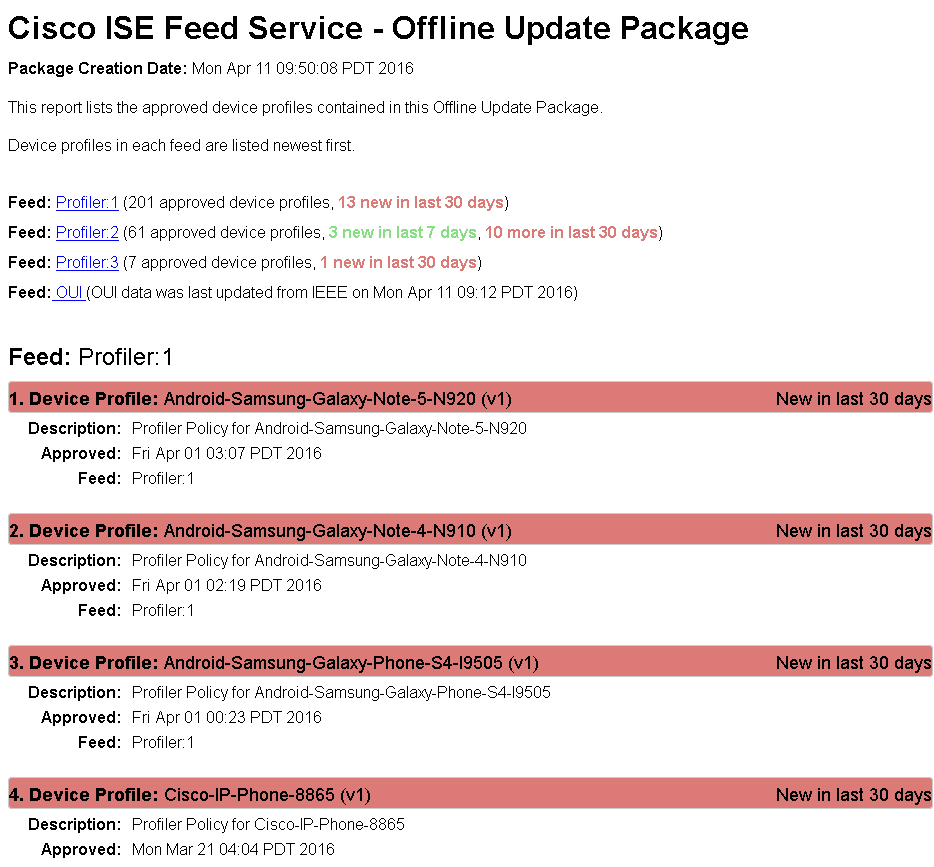 Cisco ISE Feed Service - Offline Update Package
Package Creation Date: Mon Apr 11 09:50:08 PDT 2016
This report lists the approved device profiles contained in this Offline Update Package.
Device profiles in each feed are listed newest first.
Feed: Profiler:1 (201 approved device profiles, 13 new in last 30 days)
Feed: Profiler:2 (61 approved device profiles, 3 new in last 7 days, 10 more in last 30 days)
Feed: Profiler:3 (7 approved device profiles, 1 new in last 30 days)
Feed: OUI (OUI data was last updated from IEEE on Mon Apr 11 09:12 PDT 2016)
Feed: Profiler:1
1. Device Profile: Android-Samsung-Galaxy-Note-5-N920 (v1) New in last 30 days
Description: Profiler Policy for Android-Samsung-Galaxy-Note-5-N920
Approved: Fri Apr 01 03:07 PDT 2016
Feed: Profiler:1
2. Device Profile: Android-Samsung-Galaxy-Note-4-N910 (v1) New in last 30 days
Description: Profiler Policy for Android-Samsung-Galaxy-Note-4-N910
Approved: Fri Apr 01 02:19 PDT 2016
Feed: Profiler:1
3. Device Profile: Android-Samsung-Galaxy-Phone-S4-I9505 (v1) New in last 30 days
Description: Profiler Policy for Android-Samsung-Galaxy-Phone-S4-I9505
Approved: Fri Apr 01 00:23 PDT 2016
Feed: Profiler:1
4. Device Profile: Cisco-IP-Phone-8865 (v1) New in last 30 days
Description: Profiler Policy for Cisco-IP-Phone-8865
Approved: Mon Mar 21 04:04 PDT 2016